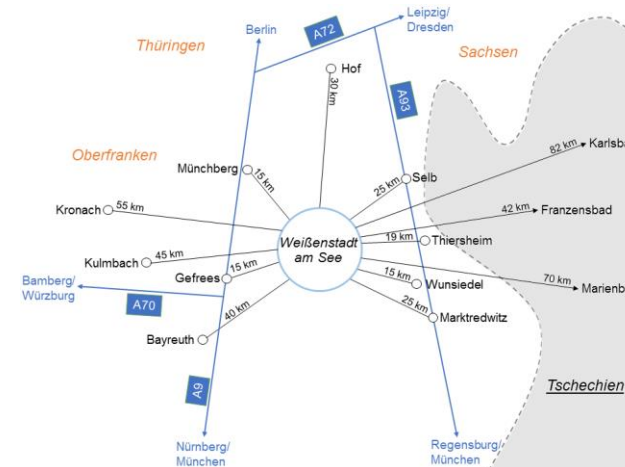 Leipzig/
Dresden
Berlin
A72
Thüringen
Sachsen
Hof
30 km
A93
82 km
Karlsba
Oberfranken
Münchberg
15 km
25 km
Selb
Kronach
55 km
42 km
Franzensbad
Weißenstadt
am See
19 km
Thiersheim
Kulmbach
45 km
Gefrees
15 km
15 km
Wunsiedel
70 km
Marienb
Bamberg/
Würzburg
A70
40 km
25 km
Marktredwitz
Bayreuth
A9
Tschechien
Nürnberg/
München
Regensburg/
München